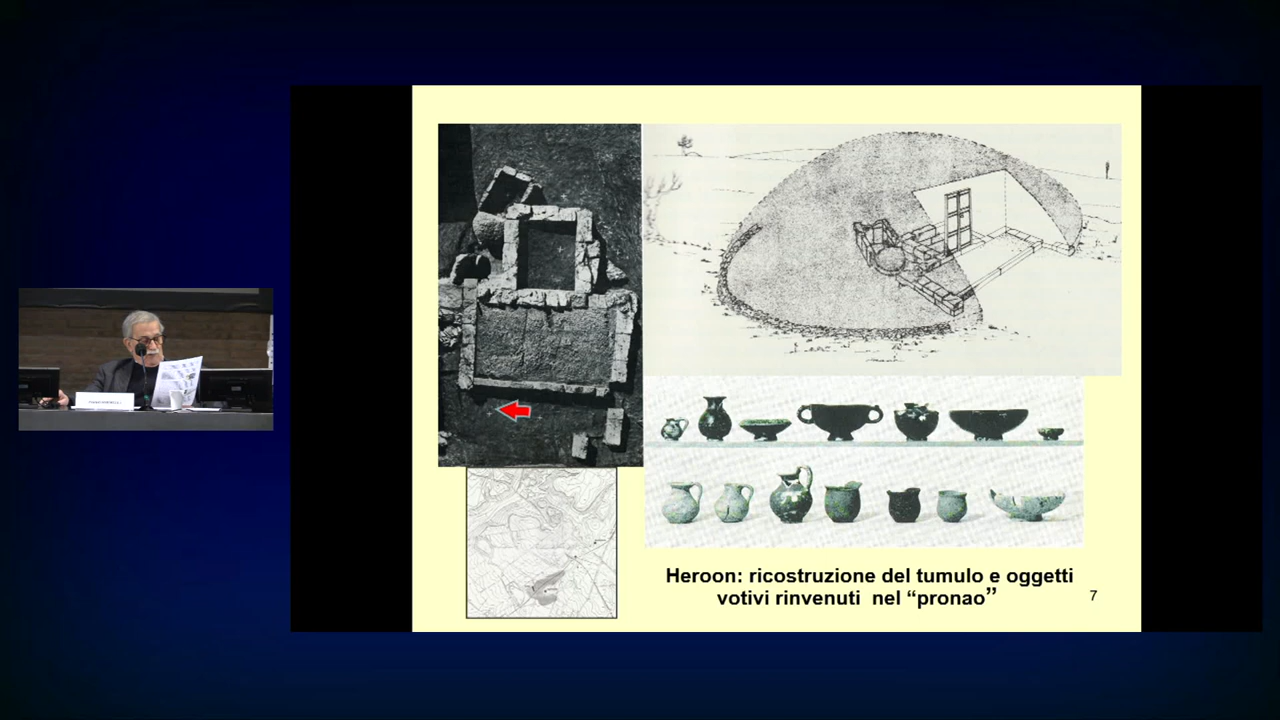 Heroon: ricostruzione del tumulo e oggetti
votivi rinvenuti nel “pronao”
7